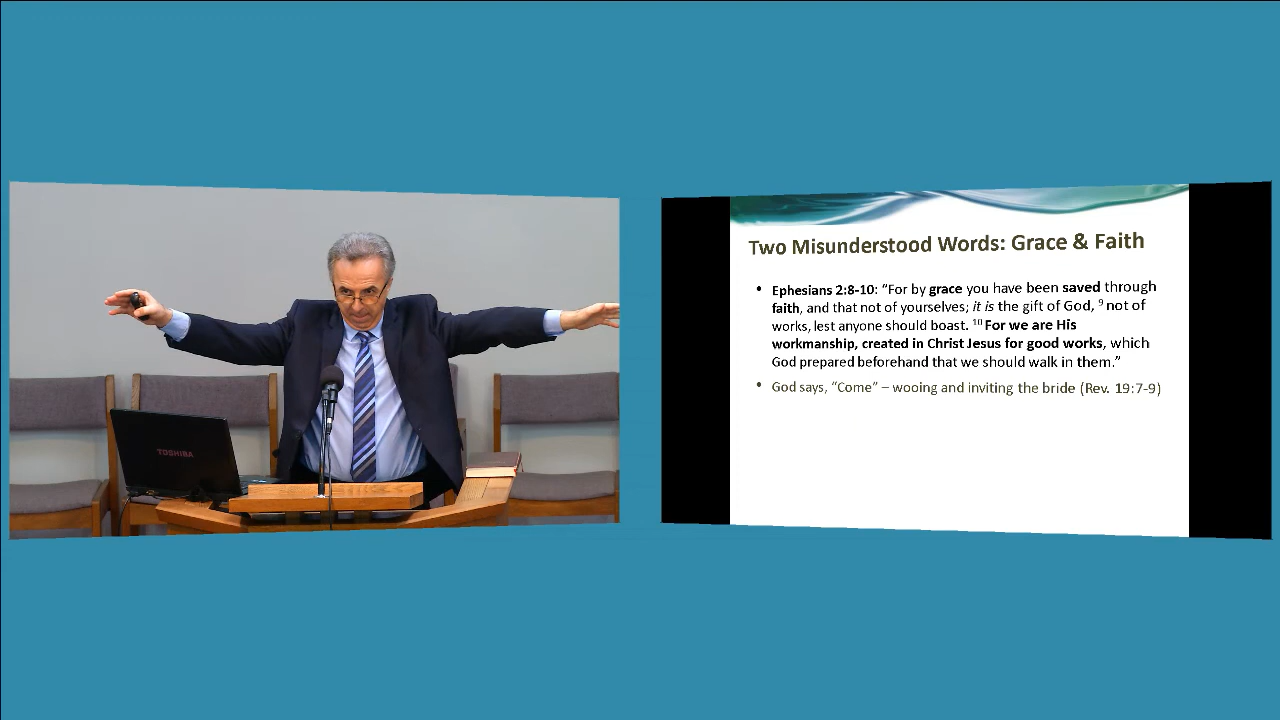 TOSHIBA
Two Misunderstood Words: Grace & Faith
• Ephesians 2:8-10: “For by grace you have been saved through
faith, and that not of yourselves; it is the gift of God, ⁹ not of
works, lest anyone should boast. ¹⁰ For we are His
workmanship, created in Christ Jesus for good works, which
God prepared beforehand that we should walk in them.”
• God says, “Come” – wooing and inviting the bride (Rev. 19:7-9)